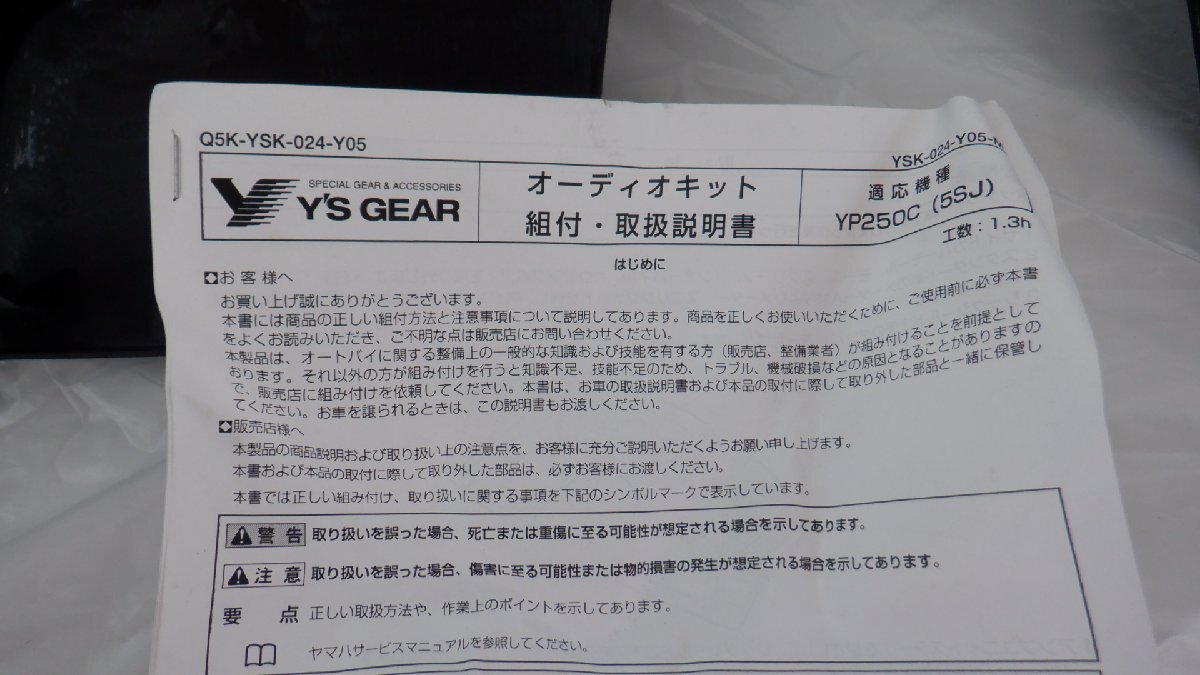 Q5K-YSK-024-Y05
YSK-024-Y05-M
SPECIAL GEAR & ACCESSORIES
Y'S GEAR
オーディオキット
組付・取扱説明書
適応機種
YP250C (5SJ)
工数：1.3h
はじめに
お客様へ
お買い上げ誠にありがとうございます。
本書には商品の正しい組付方法と注意事項について説明してあります。商品を正しくお使いいただくために、ご使用前に必ず本書
をよくお読みいただき、ご不明な点は販売店にお問い合わせください。
本製品は、オートバイに関する整備上の一般的な知識および技能を有する方（販売店、整備業者）が組み付けることを前提として
おります。それ以外の方が組み付けを行うと知識不足、技能不足のため、トラブル、機械破損などの原因となることがありますの
で、販売店に組み付けを依頼してください。本書は、お車の取扱説明書および本品の取付に際して取り外した部品と一緒に保管し
てください。お車を譲られるときは、この説明書もお渡しください。
販売店様へ
本製品の商品説明および取り扱い上の注意点を、お客様に充分ご説明いただくようお願い申し上げます。
本書および本品の取付に際して取り外した部品は、必ずお客様にお渡しください。
本書では正しい組み付け、取り扱いに関する事項を下記のシンボルマークで表示しています。
警告 取り扱いを誤った場合、死亡または重傷に至る可能性が想定される場合を示してあります。
注意 取り扱いを誤った場合、傷害に至る可能性または物的損害の発生が想定される場合を示してあります。
要点 正しい取扱方法や、作業上のポイントを示してあります。
ヤマハサービスマニュアルを参照してください。